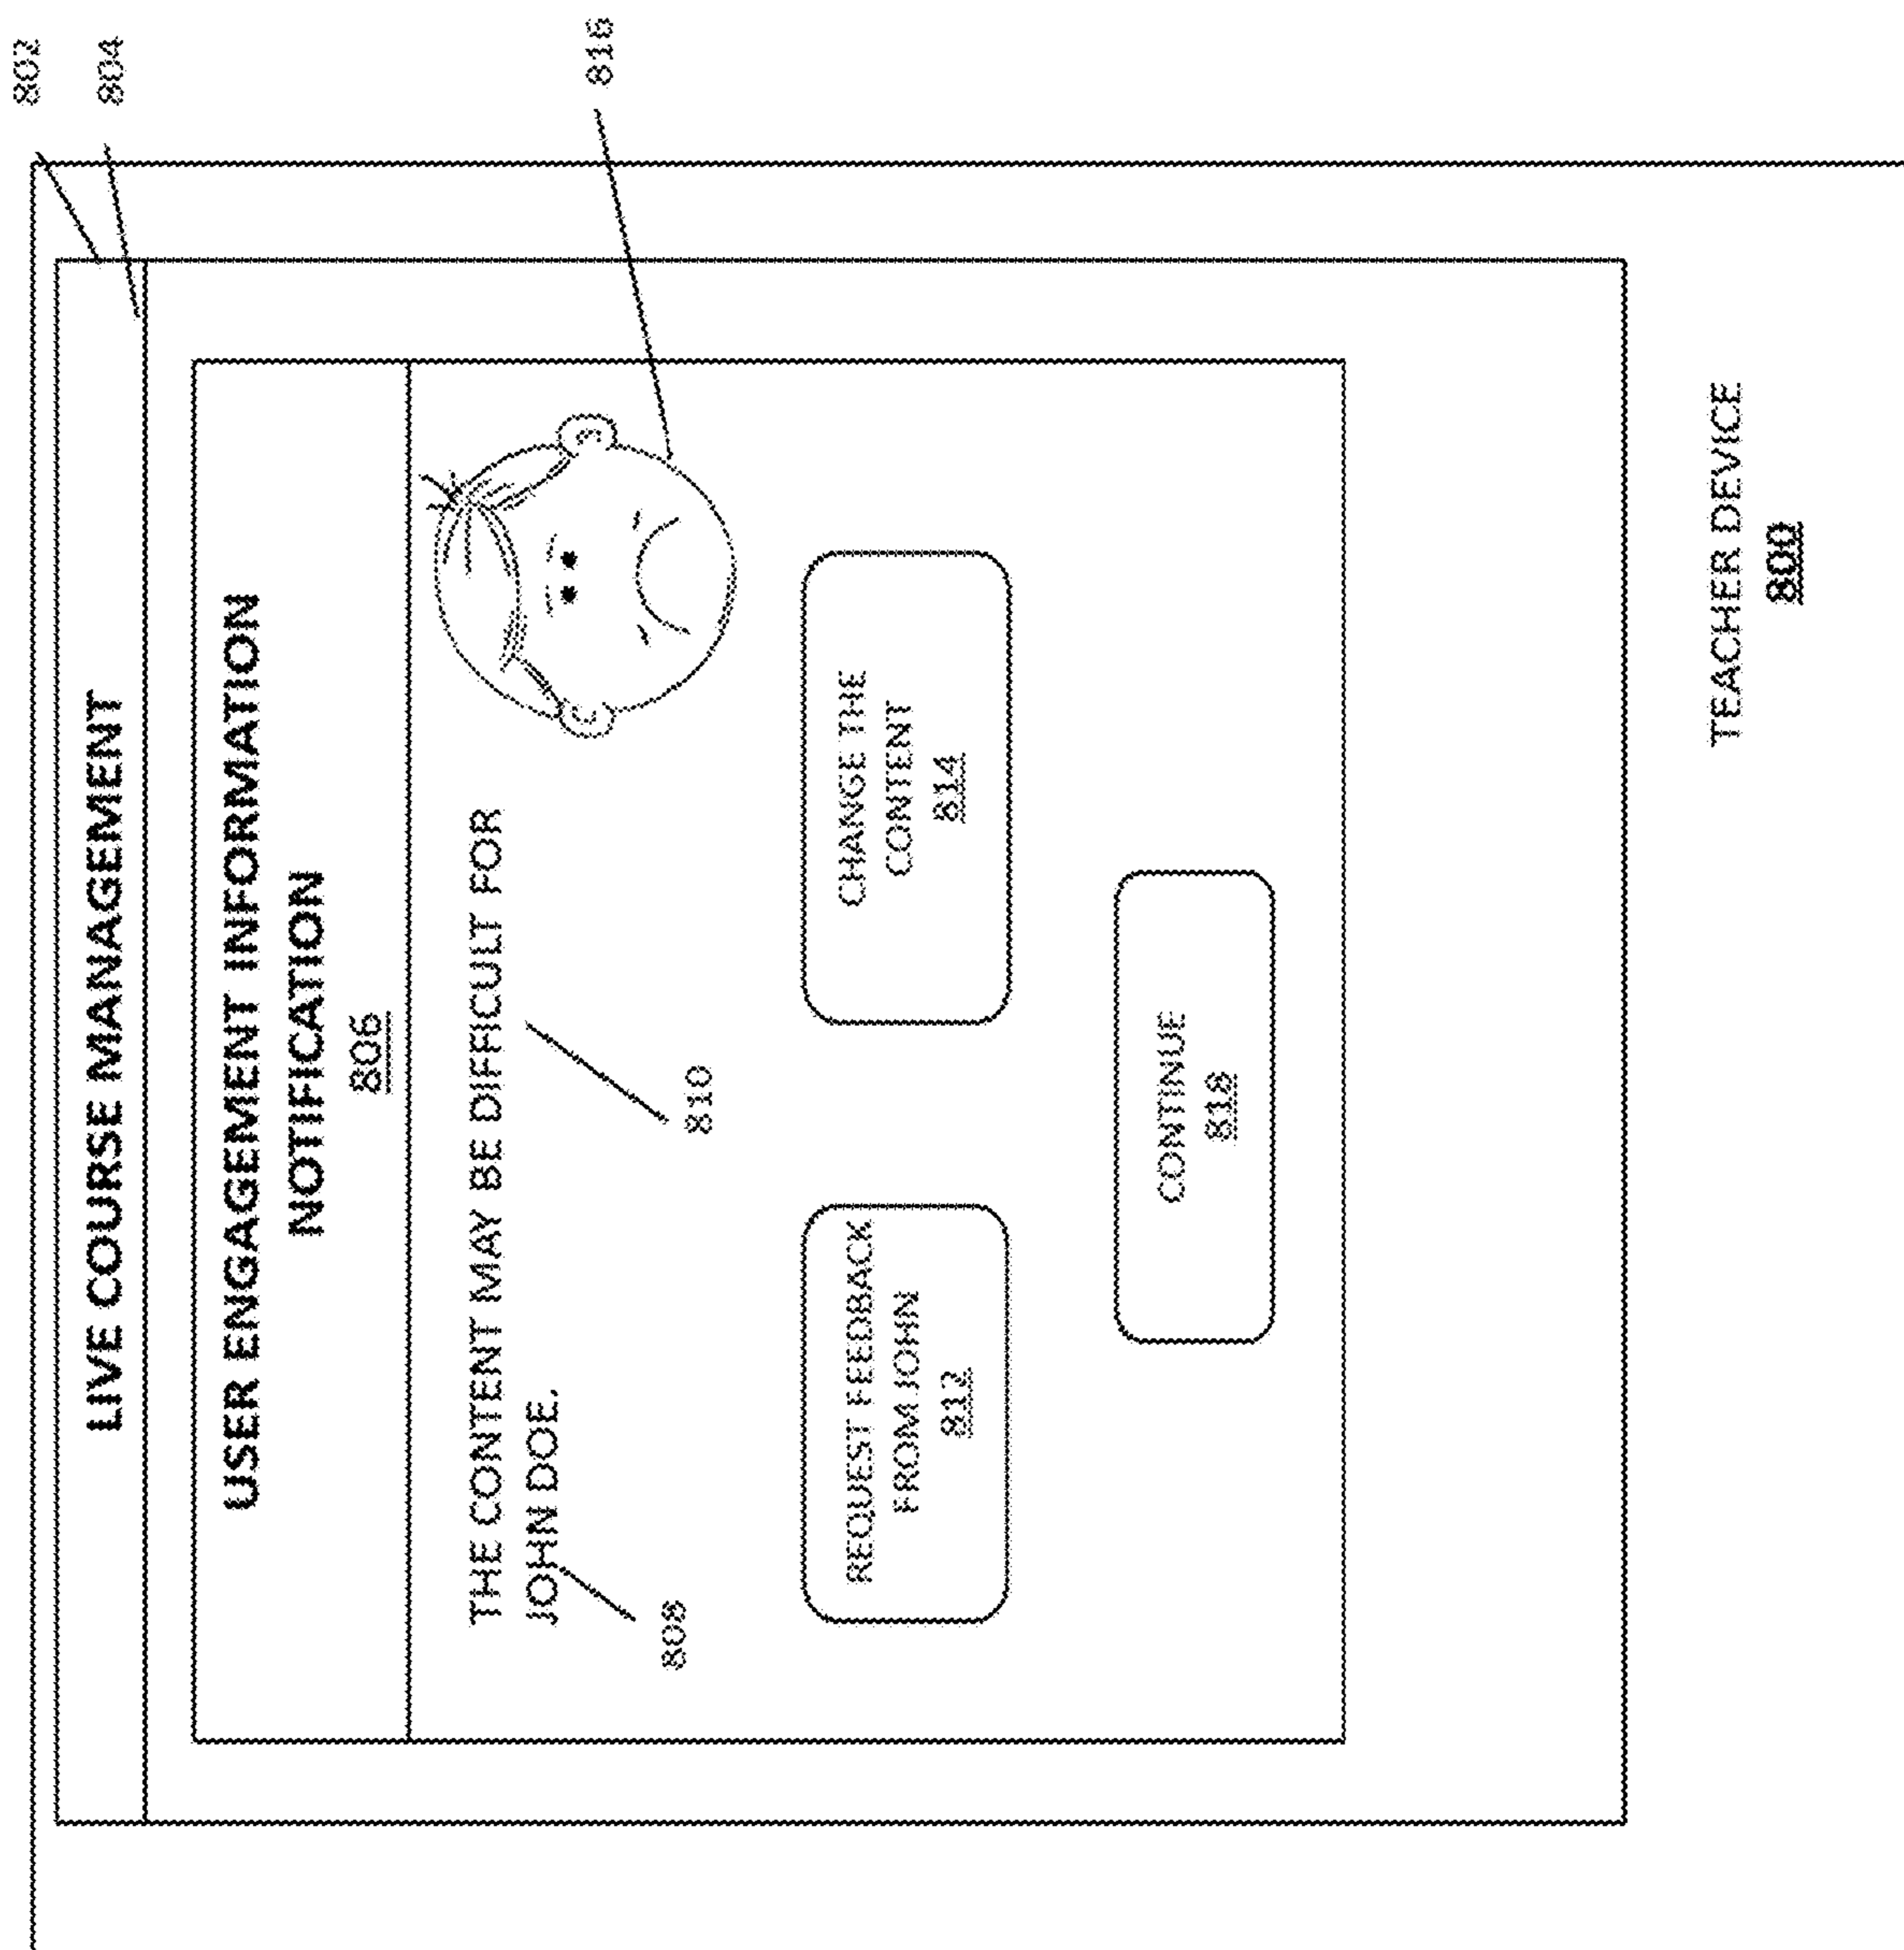 802
804
LIVE COURSE MANAGEMENT
USER ENGAGEMENT INFORMATION
NOTIFICATION
806
THE CONTENT MAY BE DIFFICULT FOR
JOHN DOE.
808
810
816
REQUEST FEEDBACK
FROM JOHN
812
CHANGE THE
CONTENT
814
CONTINUE
818
TEACHER DEVICE
800